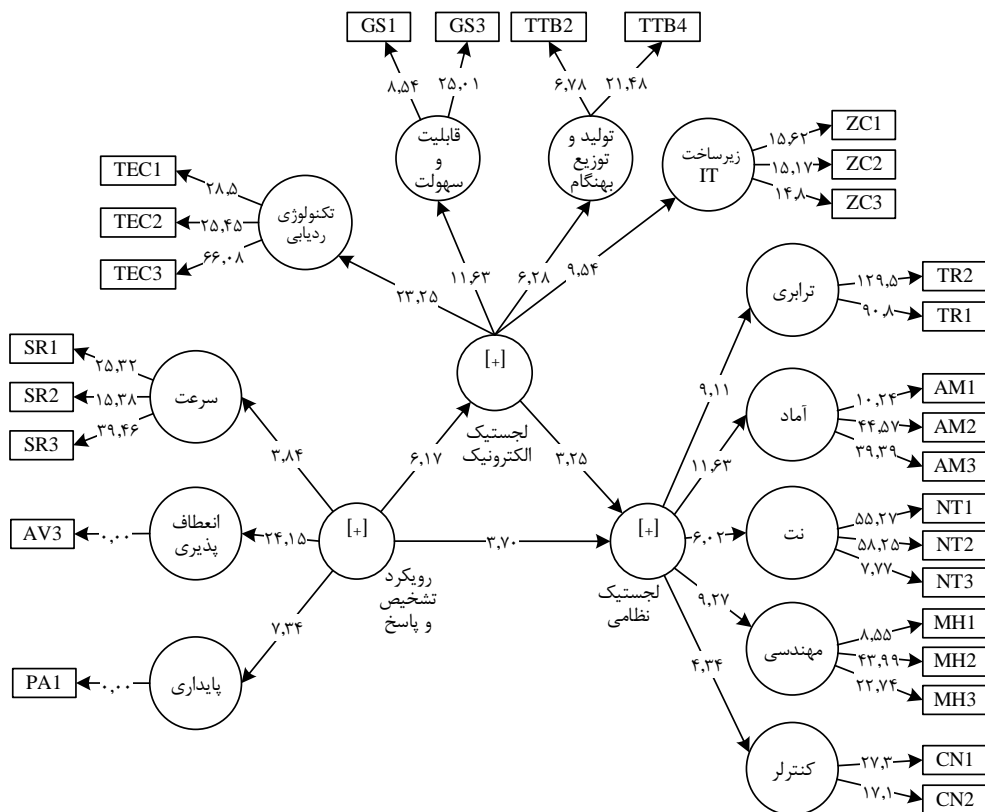 GS1
GS3
TTB2
TTB4
۸٫۵۴
۲۵٫۰۱
۶٫۷۸
۲۱٫۴۸
قابلیت
و
سهولت
تولید و
توزیع
بهنگام
زیرساخت
IT
۱۵٫۶۲
۱۵٫۱۷
۱۴٫۸
ZC1
ZC2
ZC3
TEC1
TEC2
TEC3
۲۸٫۵
۲۵٫۴۵
۶۶٫۰۸
تکنولوژی
ردیابی
۲۳٫۲۵
۱۱٫۶۳
۶٫۲۸
۹٫۵۴
ترابری
۱۲۹٫۵
۹۰٫۸
TR2
TR1
SR1
SR2
SR3
۲۵٫۳۲
۱۵٫۳۸
۳۹٫۴۶
سرعت
[+]
لجستیک
الکترونیک
۹٫۱۱
آماد
۱۰٫۲۴
۴۴٫۵۷
۳۹٫۳۹
AM1
AM2
AM3
۳٫۸۴
۶٫۱۷
۳٫۲۵
۱۱٫۶۳
AV3
۰٫۰۰
انعطاف
پذیری
۲۴٫۱۵
[+]
رویکرد
تشخیص
و پاسخ
۳٫۷۰
[+]
لجستیک
نظامی
۶٫۰۲
نت
۵۵٫۲۷
۵۸٫۲۵
۷٫۷۷
NT1
NT2
NT3
PA1
۰٫۰۰
پایداری
۷٫۳۴
۹٫۲۷
مهندسی
۸٫۵۵
۴۳٫۹۹
۲۲٫۷۴
MH1
MH2
MH3
۴٫۳۴
کنترلر
۲۷٫۳
۱۷٫۱
CN1
CN2